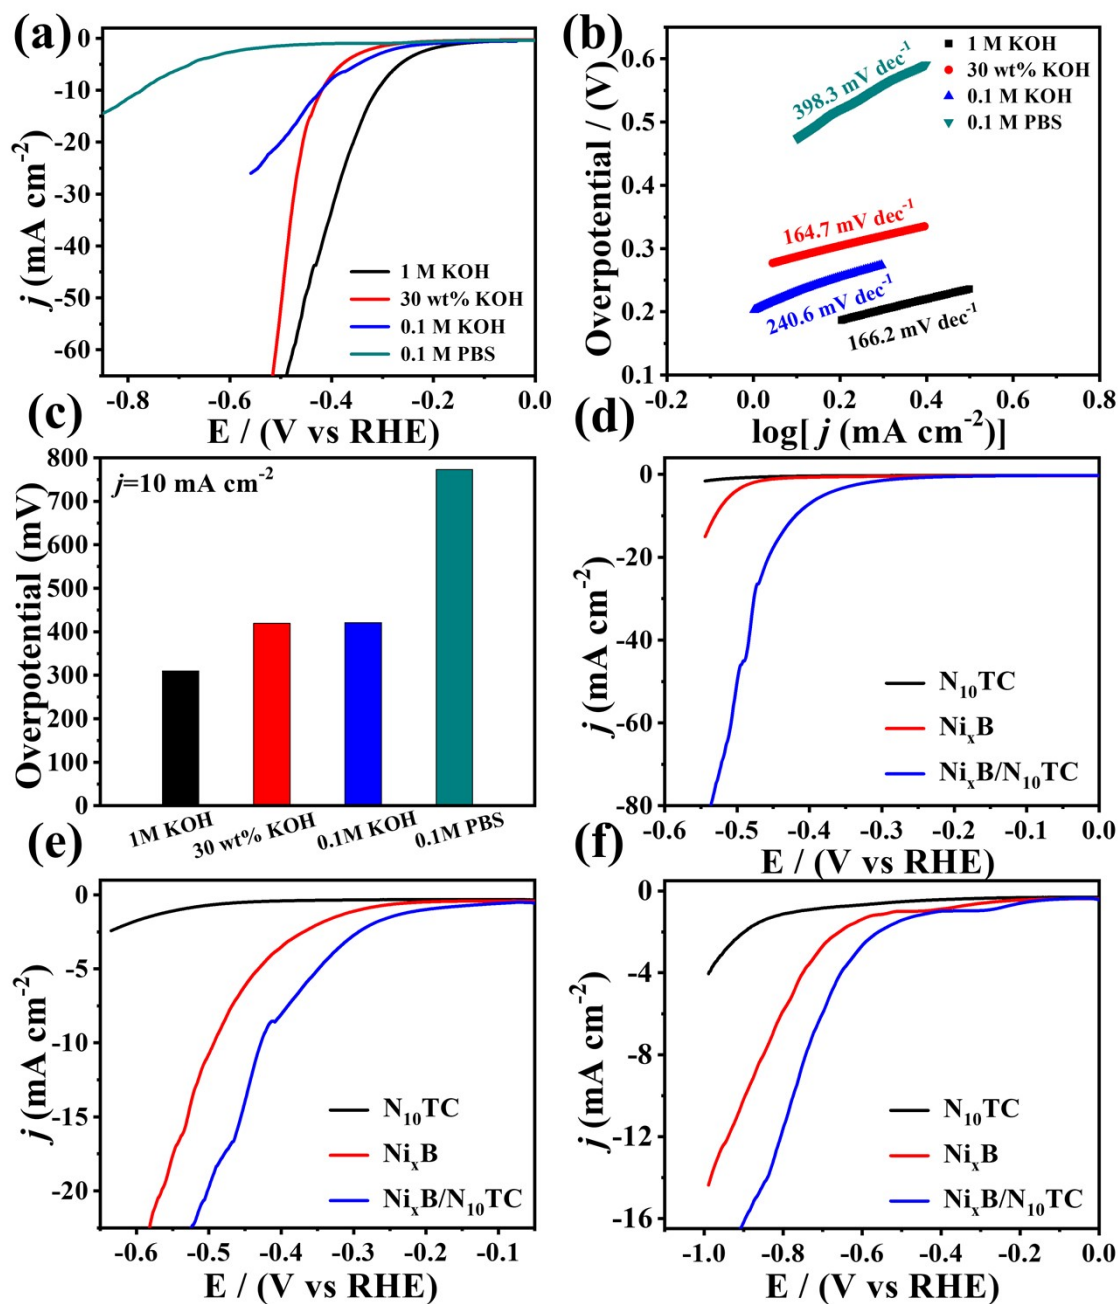 (a)
0
-10
-20
-30
-40
-50
-60
j (mA cm⁻²)
1 M KOH
30 wt% KOH
0.1 M KOH
0.1 M PBS
-0.8
-0.6
-0.4
-0.2
0.0
E / (V vs RHE)
(b)
0.6
0.5
0.4
0.3
0.2
0.1
Overpotential / (V)
1 M KOH
30 wt% KOH
0.1 M KOH
0.1 M PBS
398.3 mV dec⁻¹
164.7 mV dec⁻¹
240.6 mV dec⁻¹
166.2 mV dec⁻¹
-0.2
0.0
0.2
0.4
0.6
0.8
log[ j (mA cm⁻²)]
(c)
800
700
600
500
400
300
200
100
0
Overpotential (mV)
j=10 mA cm⁻²
1M KOH
30 wt% KOH
0.1M KOH
0.1M PBS
(d)
0
-20
-40
-60
-80
j (mA cm⁻²)
N₁₀TC
NiₓB
NiₓB/N₁₀TC
-0.6
-0.5
-0.4
-0.3
-0.2
-0.1
0.0
E / (V vs RHE)
(e)
0
-5
-10
-15
-20
j (mA cm⁻²)
N₁₀TC
NiₓB
NiₓB/N₁₀TC
-0.6
-0.5
-0.4
-0.3
-0.2
-0.1
E / (V vs RHE)
(f)
0
-4
-8
-12
-16
j (mA cm⁻²)
N₁₀TC
NiₓB
NiₓB/N₁₀TC
-1.0
-0.8
-0.6
-0.4
-0.2
0.0
E / (V vs RHE)